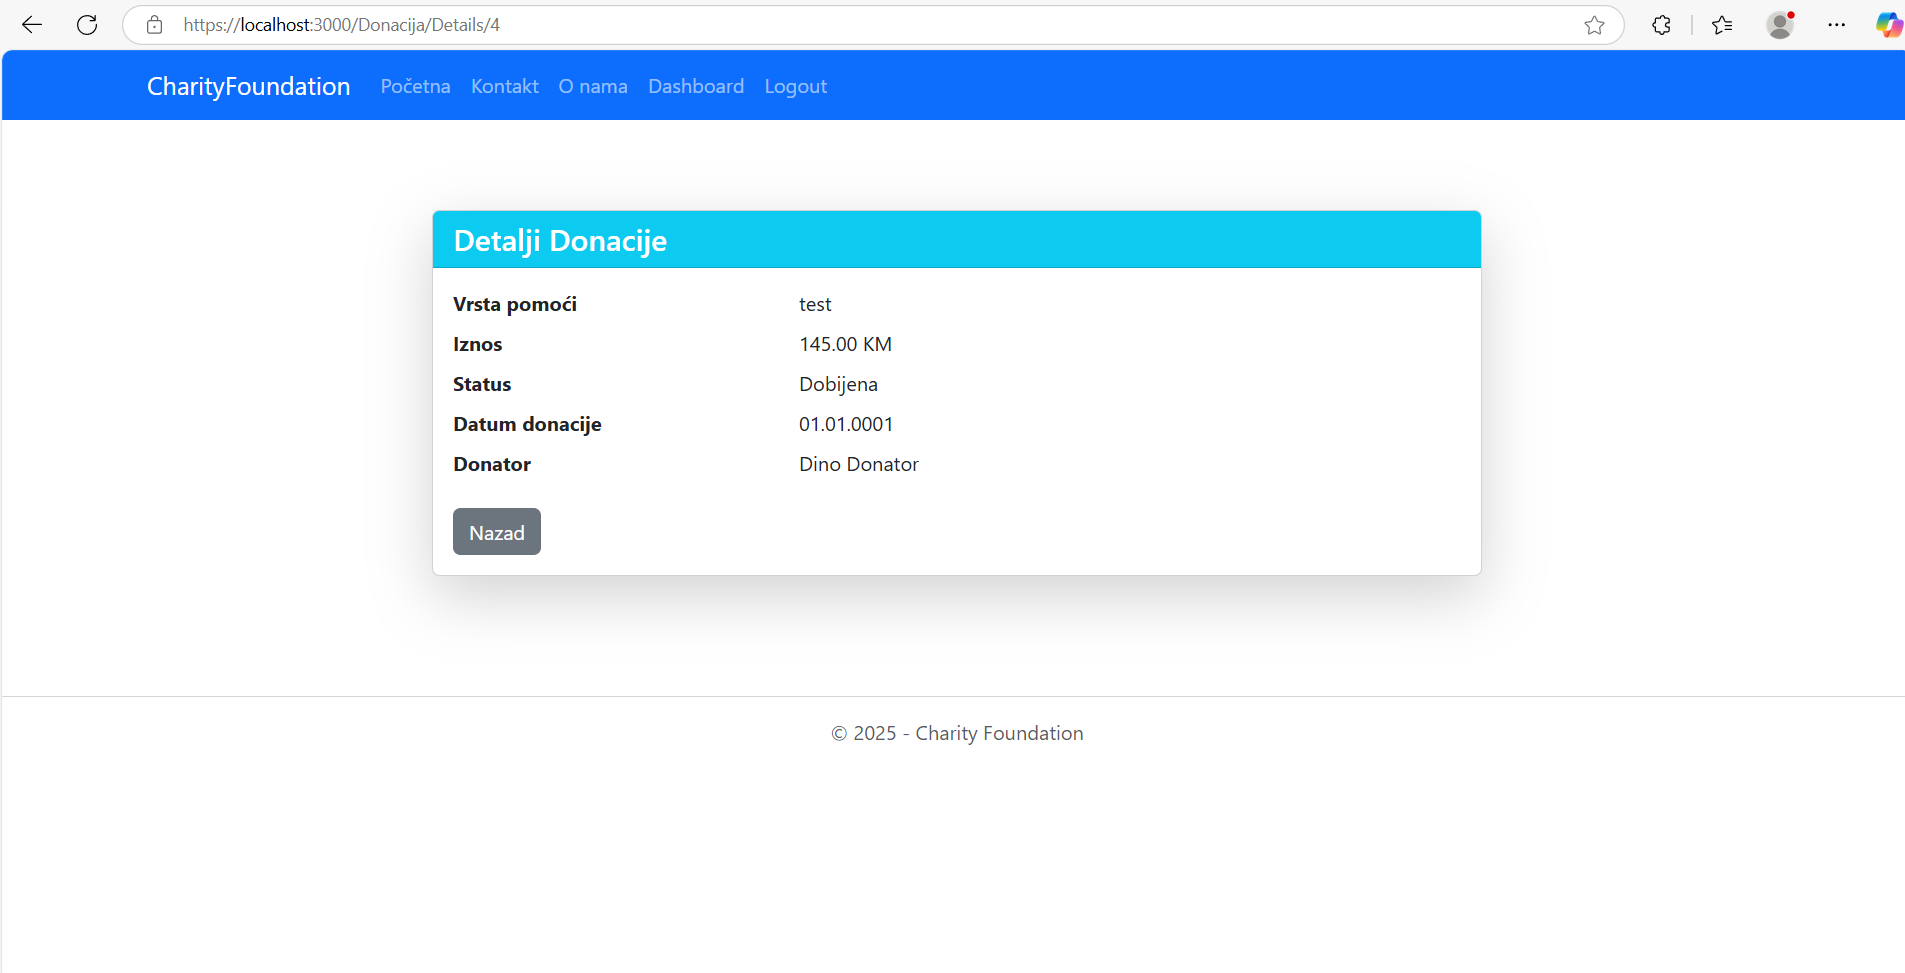 https://localhost:3000/Donacija/Details/4
CharityFoundation Početna Kontakt O nama Dashboard Logout
Detalji Donacije
Vrsta pomoći test
Iznos 145.00 KM
Status Dobijena
Datum donacije 01.01.0001
Donator Dino Donator
Nazad
© 2025 - Charity Foundation